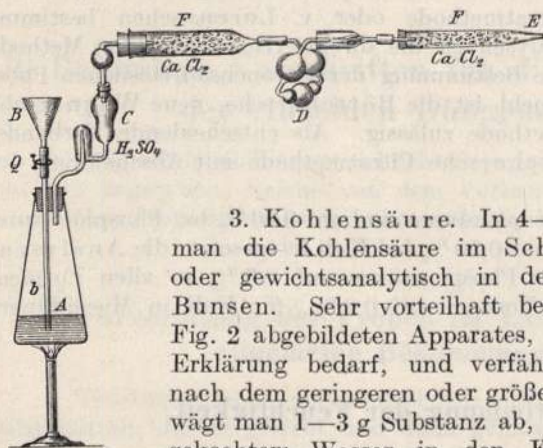 F
F
E
Ca Cl₂
Ca Cl₂
B
C
D
Q
H₂SO₄
b
A
3. Kohlensäure. In 4—
man die Kohlensäure im Sch
oder gewichtsanalytisch in de
Bunsen. Sehr vorteilhaft be
Fig. 2 abgebildeten Apparates,
Erklärung bedarf, und verfäh
nach dem geringeren oder größe
wägt man 1—3 g Substanz ab,